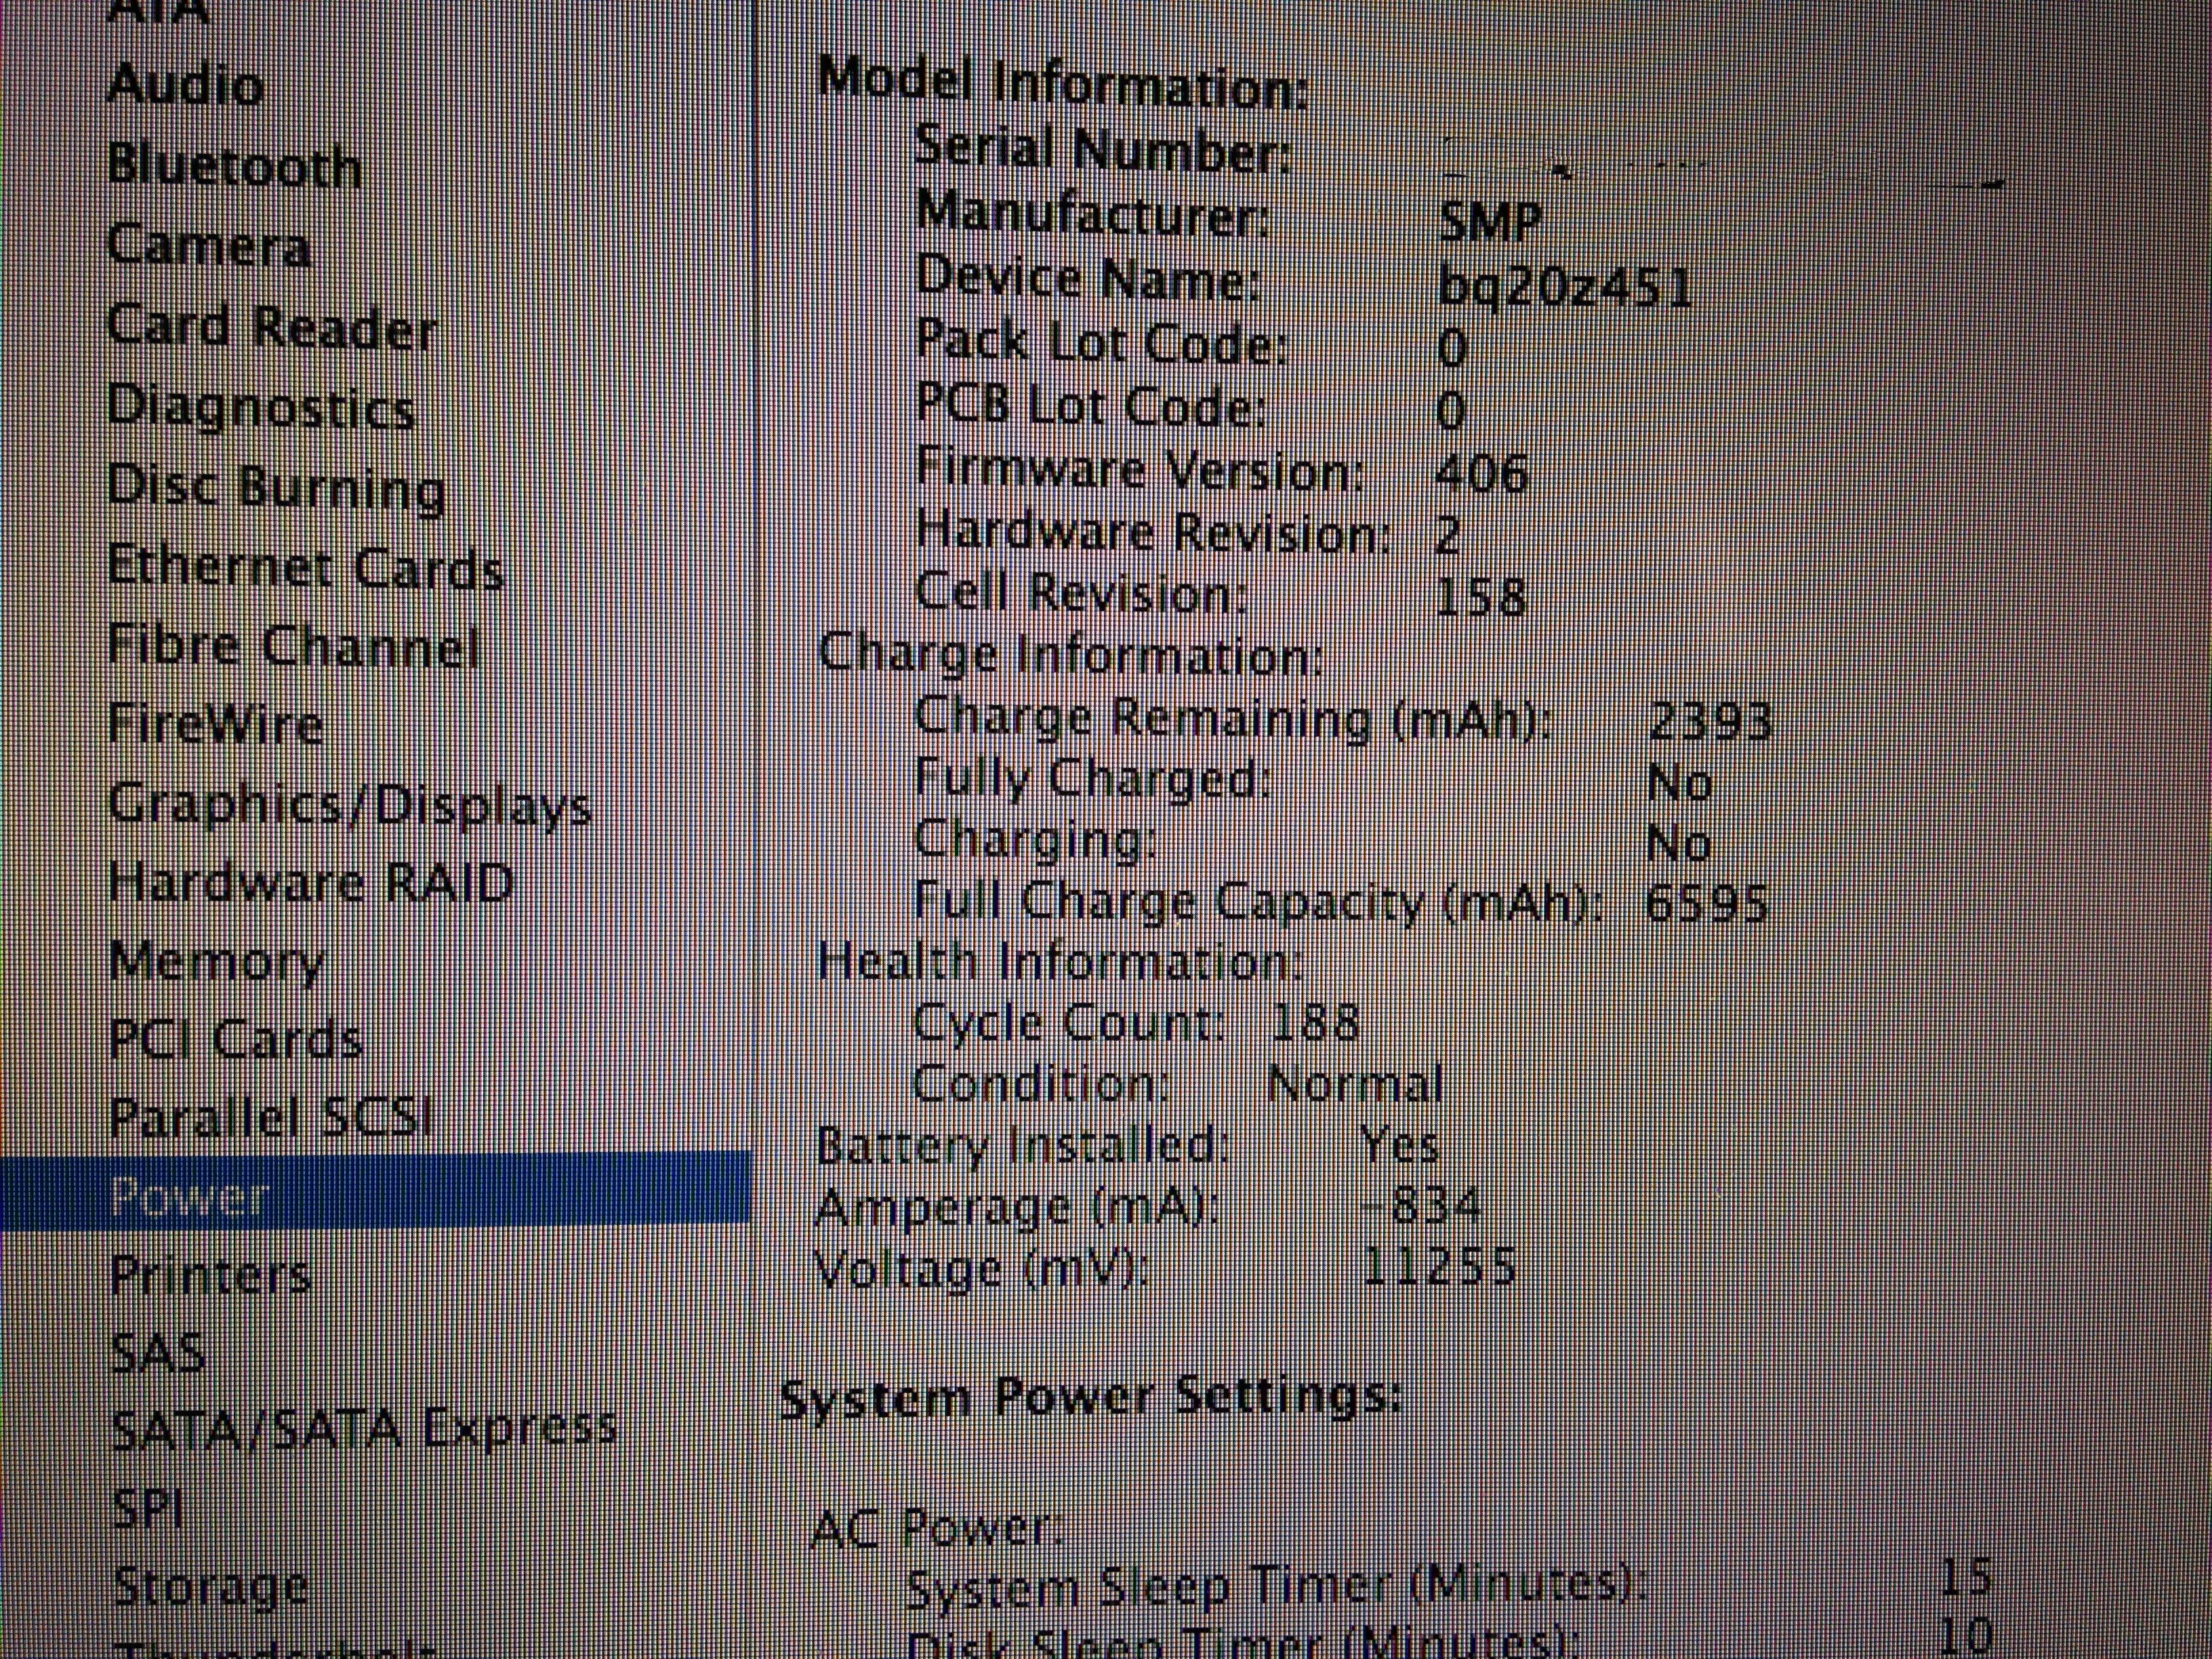 ATA
Audio
Bluetooth
Camera
Card Reader
Diagnostics
Disc Burning
Ethernet Cards
Fibre Channel
FireWire
Graphics/Displays
Hardware RAID
Memory
PCI Cards
Parallel SCSI
Power
Printers
SAS
SATA/SATA Express
SPI
Storage
Thunderbolt
Model Information:
Serial Number:
Manufacturer: SMP
Device Name: bq20z451
Pack Lot Code: 0
PCB Lot Code: 0
Firmware Version: 406
Hardware Revision: 2
Cell Revision: 158
Charge Information:
Charge Remaining (mAh): 2393
Fully Charged: No
Charging: No
Full Charge Capacity (mAh): 6595
Health Information:
Cycle Count: 188
Condition: Normal
Battery Installed: Yes
Amperage (mA): -834
Voltage (mV): 11255
System Power Settings:
AC Power:
System Sleep Timer (Minutes): 15
Disk Sleep Timer (Minutes): 10